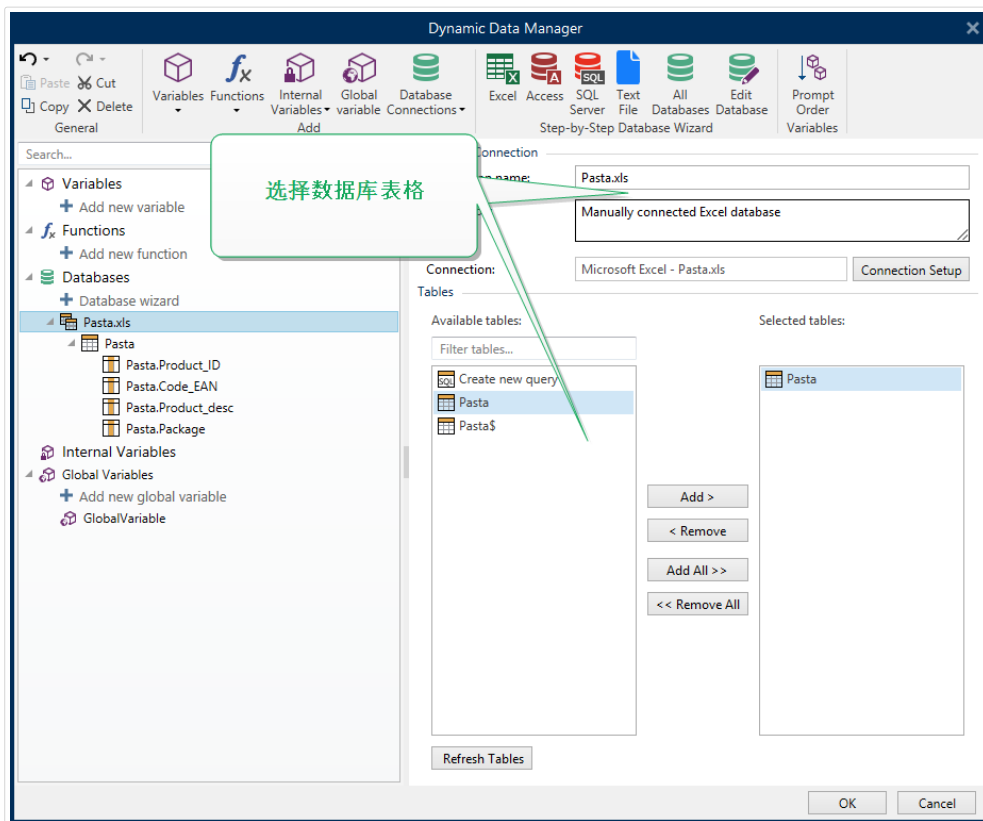 Dynamic Data Manager
Paste Cut
Copy Delete
General
Variables Functions Internal Variables Global variable Database Connections
Add
Excel Access SQL Server Text File All Databases Edit Database
Step-by-Step Database Wizard
Prompt Order
Variables
Search...
Variables
Add new variable
Functions
Add new function
Databases
Database wizard
Pasta.xls
Pasta
Pasta.Product_ID
Pasta.Code_EAN
Pasta.Product_desc
Pasta.Package
Internal Variables
Global Variables
Add new global variable
GlobalVariable
选择数据库表格
Connection
name:
Pasta.xls
Manually connected Excel database
Connection:
Microsoft Excel - Pasta.xls
Connection Setup
Tables
Available tables:
Selected tables:
Filter tables...
SQL Create new query
Pasta
Pasta$
Pasta
Add >
< Remove
Add All >>
<< Remove All
Refresh Tables
OK
Cancel